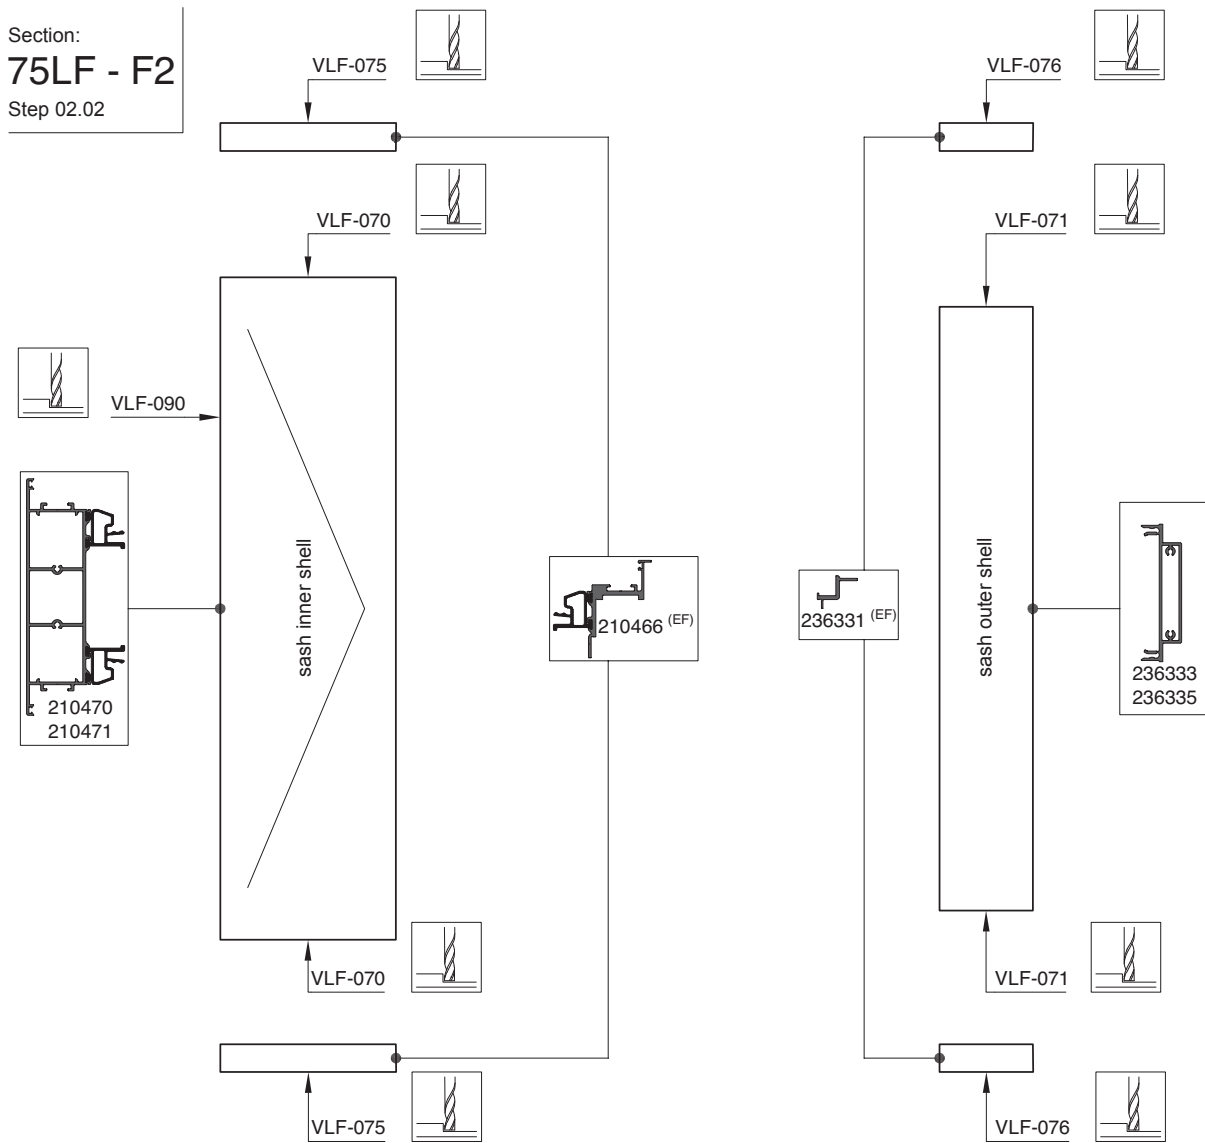 Section:
75LF - F2
Step 02.02
VLF-075
VLF-076
VLF-070
VLF-071
VLF-090
sash inner shell
sash outer shell
210466 (EF)
236331 (EF)
236333
236335
210470
210471
VLF-070
VLF-071
VLF-075
VLF-076